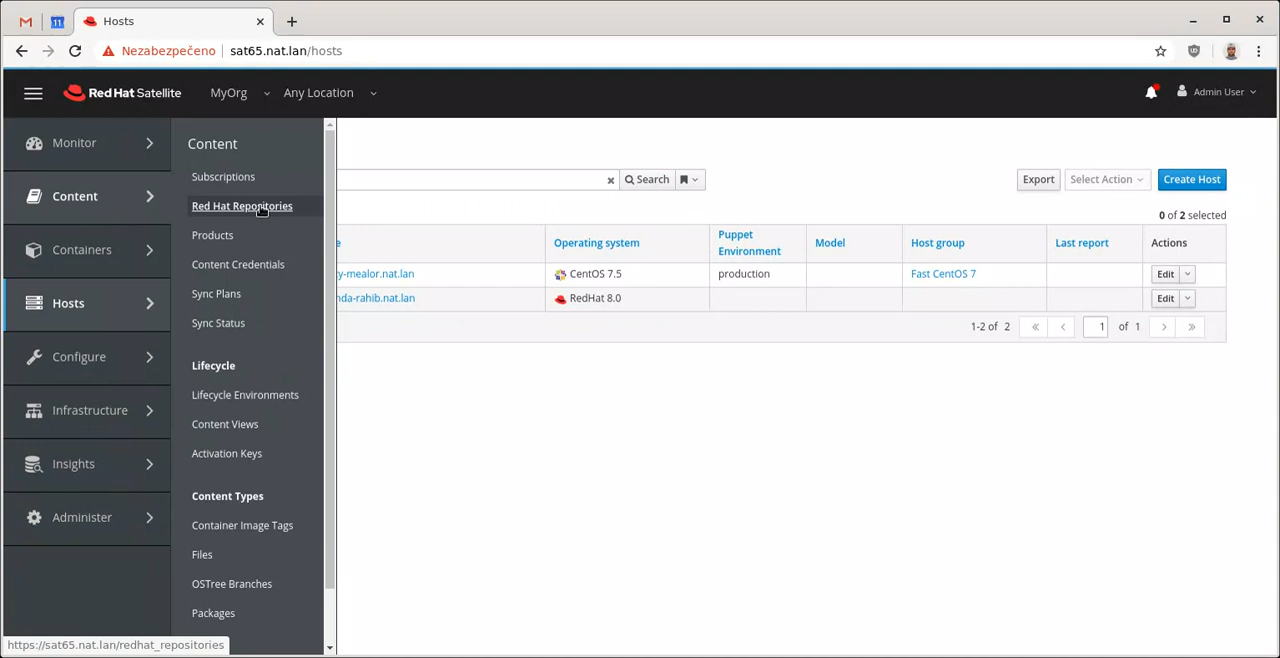 Hosts
Nezabezpečeno
sat65.nat.lan/hosts
Red Hat Satellite
MyOrg
Any Location
Admin User
Monitor
Content
Containers
Hosts
Configure
Infrastructure
Insights
Administer
Content
Subscriptions
Red Hat Repositories
Products
Content Credentials
Sync Plans
Sync Status
Lifecycle
Lifecycle Environments
Content Views
Activation Keys
Content Types
Container Image Tags
Files
OSTree Branches
Packages
Search
Export
Select Action
Create Host
0 of 2 selected
e
Operating system
Puppet
Environment
Model
Host group
Last report
Actions
y-mealor.nat.lan
CentOS 7.5
production
Fast CentOS 7
Edit
nda-rahib.nat.lan
RedHat 8.0
Edit
1-2 of 2
1
of 1
https://sat65.nat.lan/redhat_repositories